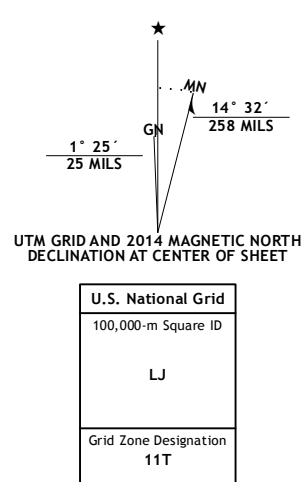 ★
MN
GN
14° 32´
258 MILS
1° 25´
25 MILS
UTM GRID AND 2014 MAGNETIC NORTH
DECLINATION AT CENTER OF SHEET
U.S. National Grid
100,000-m Square ID
LJ
Grid Zone Designation
11T